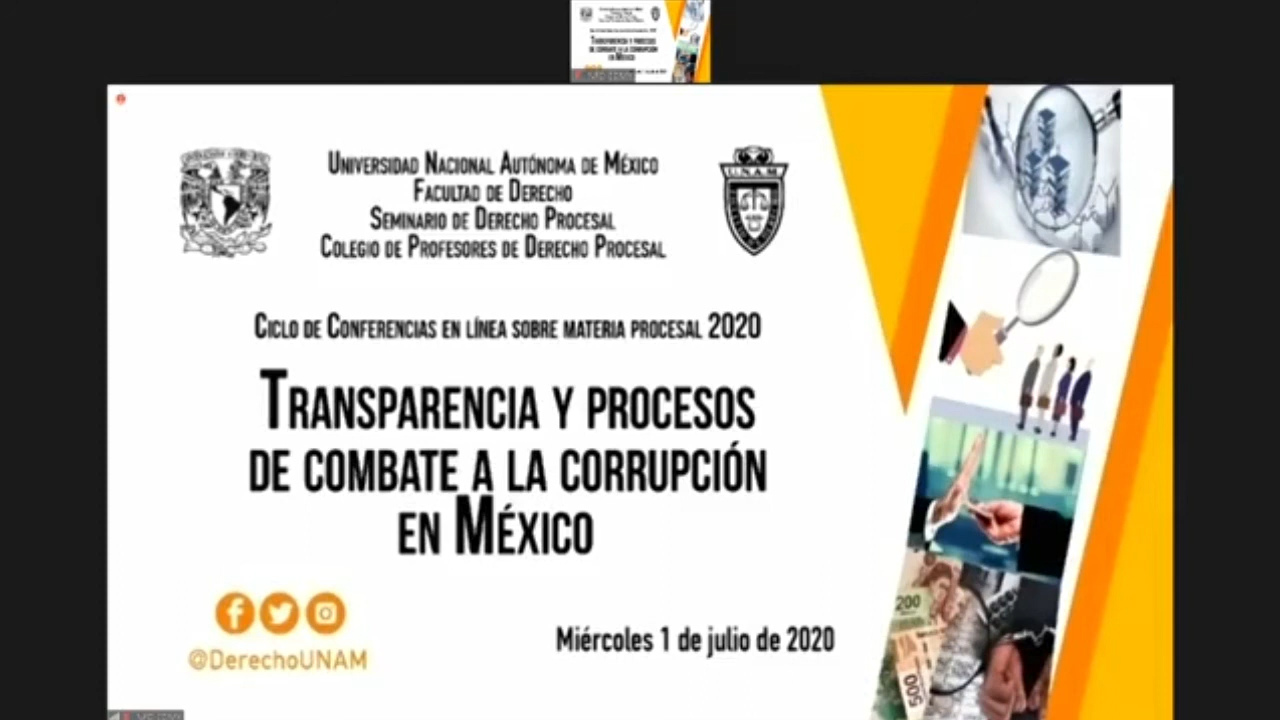 Universidad Nacional Autónoma de México
Facultad de Derecho
Seminario de Derecho Procesal
Colegio de Profesores de Derecho Procesal
U.N.A.M
Ciclo de Conferencias en línea sobre materia procesal 2020
Transparencia y procesos
de combate a la corrupción
en México
@DerechoUNAM
Miércoles 1 de julio de 2020
200
500